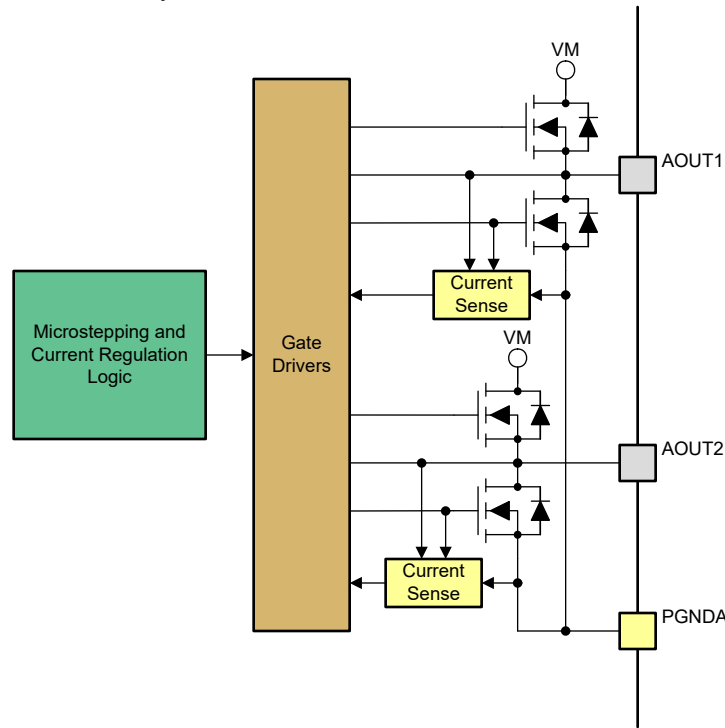 VM
AOUT1
Current
Sense
Microstepping and
Current Regulation
Logic
Gate
Drivers
VM
AOUT2
Current
Sense
PGNDA